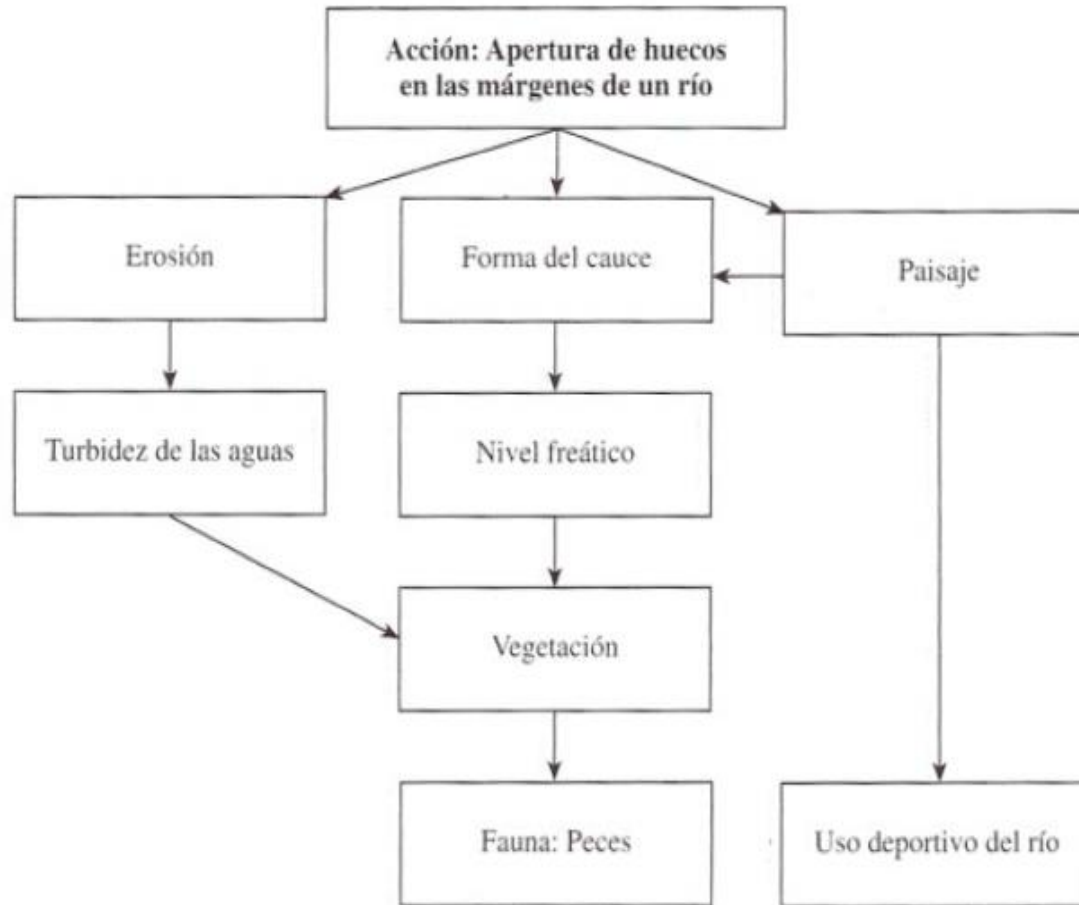 Acción: Apertura de huecos
en las márgenes de un río
Erosión
Forma del cauce
Paisaje
Turbidez de las aguas
Nivel freático
Vegetación
Fauna: Peces
Uso deportivo del río